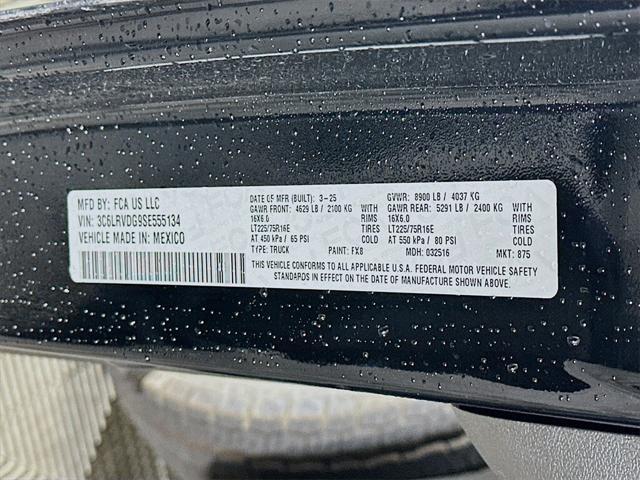 MFD BY: FCA US LLC
VIN: 3C6LRVDG9SE555134
VEHICLE MADE IN: MEXICO
DATE OF MFR (BUILT): 3-25 GVWR: 8900 LB / 4037 KG
GAWR FRONT: 4629 LB / 2100 KG WITH GAWR REAR: 5291 LB / 2400 KG WITH
16X6.0 RIMS 16X6.0 RIMS
LT225/75R16E TIRES LT225/75R16E TIRES
AT 450 kPa / 65 PSI COLD AT 550 kPa / 80 PSI COLD
TYPE: TRUCK PAINT: FX8 MDH: 032516 MKT: 875
THIS VEHICLE CONFORMS TO ALL APPLICABLE U.S.A. FEDERAL MOTOR VEHICLE SAFETY
STANDARDS IN EFFECT ON THE DATE OF MANUFACTURE SHOWN ABOVE.